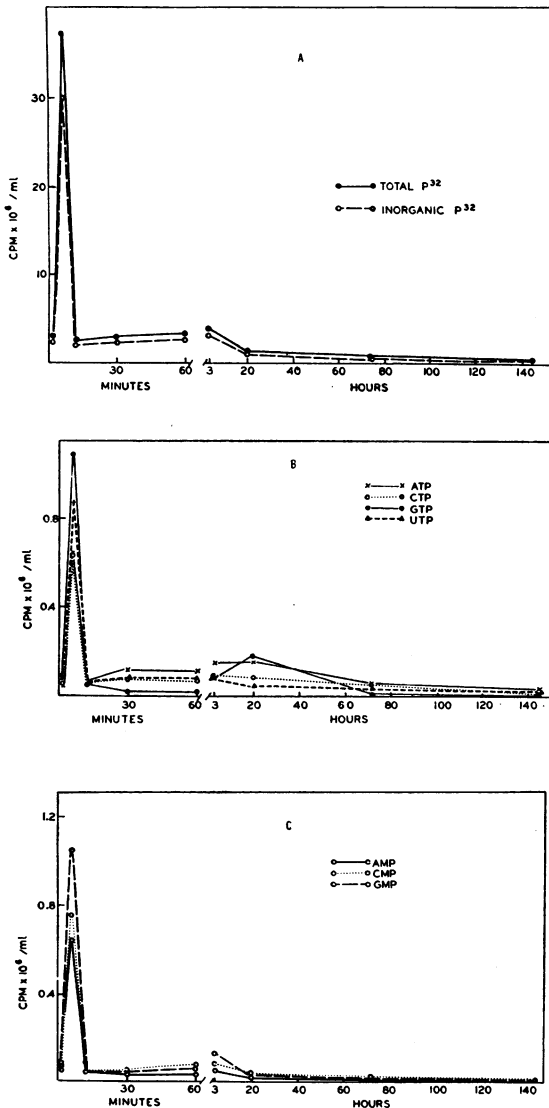 A
30
20
10
CPM x 10⁶ /ml
TOTAL P³²
INORGANIC P³²
30 60 3 20 40 60 80 100 120 140
MINUTES HOURS
B
0.8
0.4
CPM x 10⁶ /ml
ATP
CTP
GTP
UTP
30 60 3 20 40 60 80 100 120 140
MINUTES HOURS
C
1.2
0.8
0.4
CPM x 10⁶ /ml
AMP
CMP
GMP
30 60 3 20 40 60 80 100 120 140
MINUTES HOURS